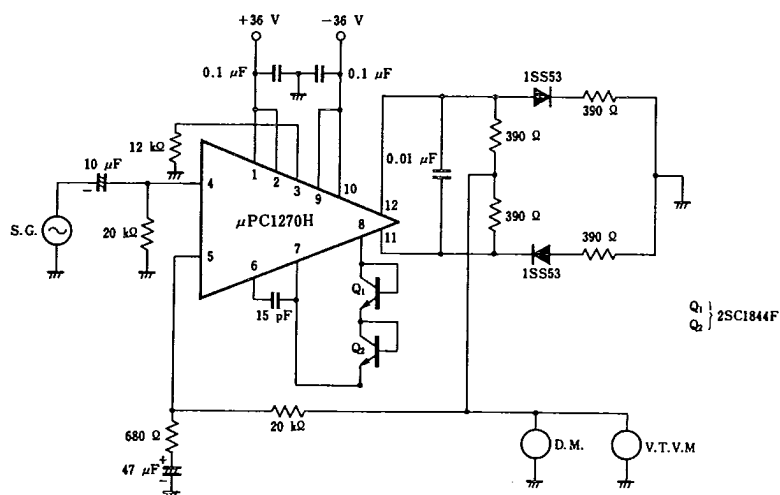 +36 V
−36 V
0.1 μF
0.1 μF
1SS53
390 Ω
12 kΩ
390 Ω
0.01 μF
10 μF
−
1
2
3
9
10
4
12
μPC1270H
390 Ω
S.G.
20 kΩ
11
5
8
7
390 Ω
6
1SS53
Q₁
15 pF
Q₁
Q₂
} 2SC1844F
Q₂
20 kΩ
680 Ω
D.M.
V.T.V.M
+
47 μF
−